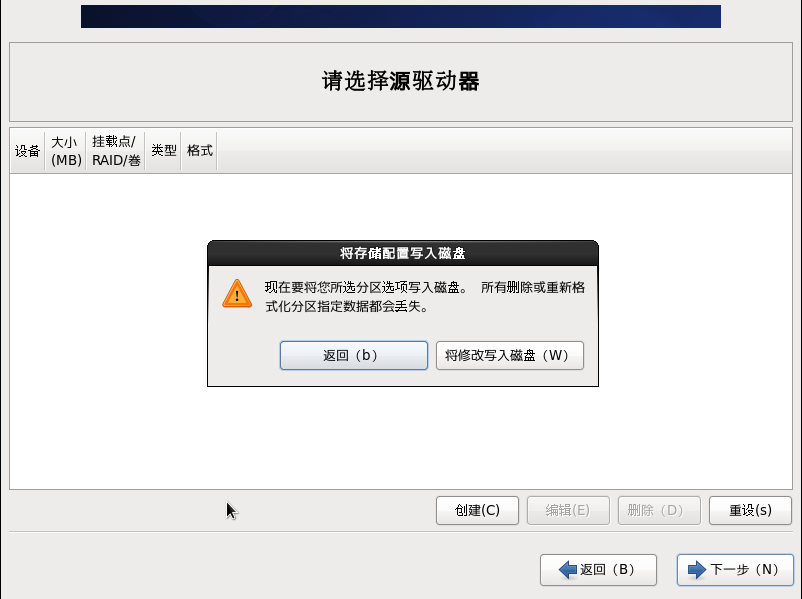 请选择源驱动器
设备
大小
(MB)
挂载点/
RAID/卷
类型
格式
将存储配置写入磁盘
现在要将您所选分区选项写入磁盘。 所有删除或重新格
式化分区指定数据都会丢失。
返回（b）
将修改写入磁盘（W）
创建(C)
编辑(E)
删除（D）
重设(s)
返回（B）
下一步（N）